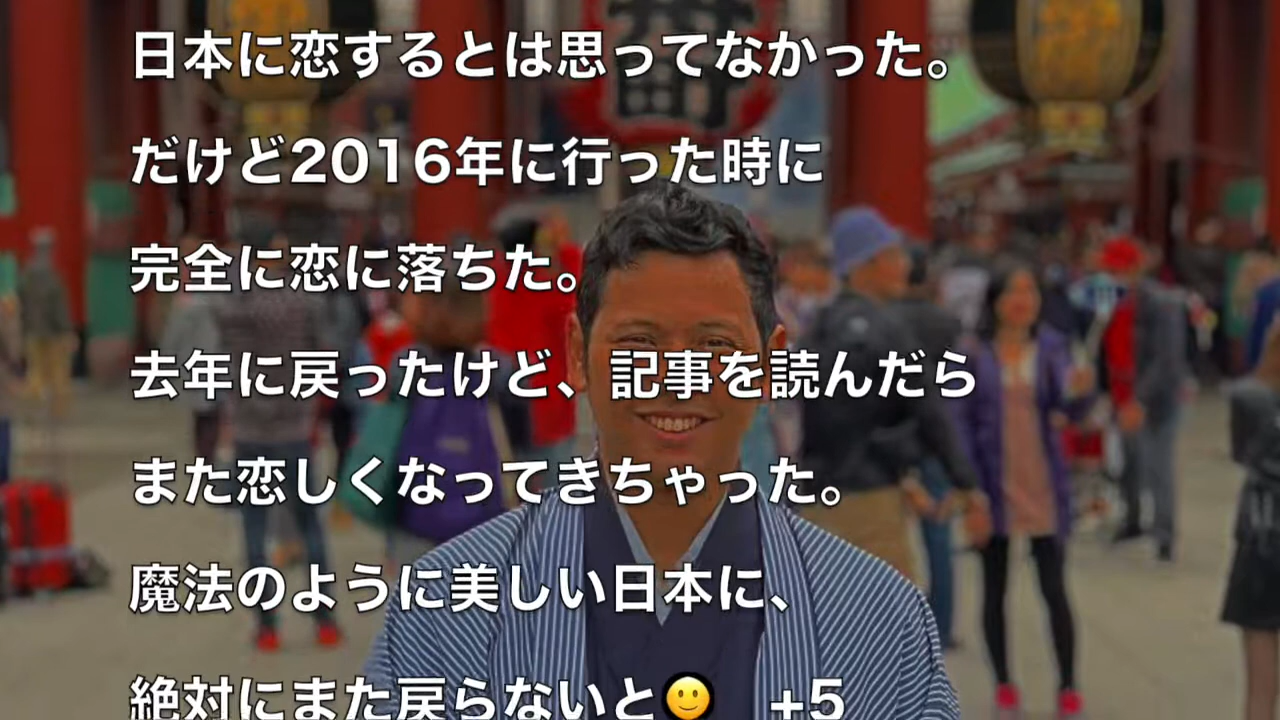 日本に恋するとは思ってなかった。
だけど2016年に行った時に
完全に恋に落ちた。
去年に戻ったけど、記事を読んだら
また恋しくなってきちゃった。
魔法のように美しい日本に、
絶対にまた戻らないと🙂 +5